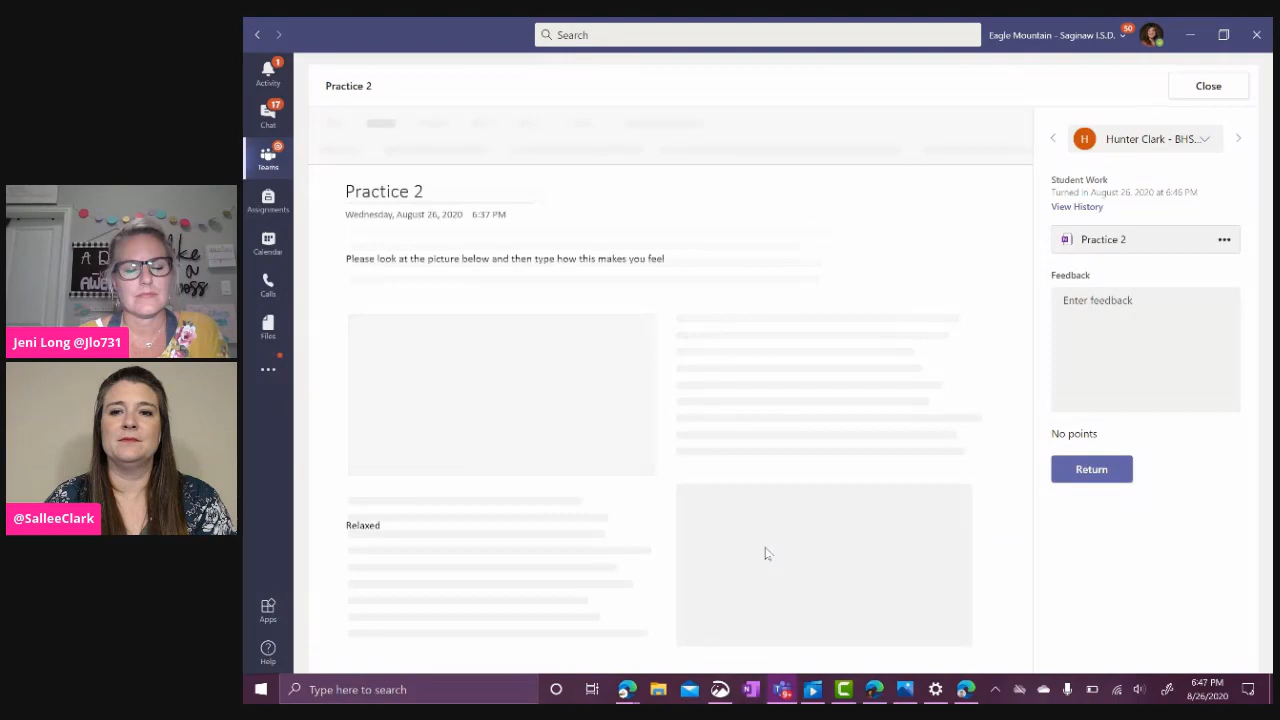 Search
Eagle Mountain - Saginaw I.S.D.
50
Activity
1
Chat
17
Teams
Assignments
Calendar
Calls
Files
Apps
Help
Practice 2
Close
Practice 2
Wednesday, August 26, 2020 6:37 PM
Please look at the picture below and then type how this makes you feel
Relaxed
H
Hunter Clark - BHS...
Student Work
Turned in August 26, 2020 at 6:46 PM
View History
Practice 2
Feedback
Enter feedback
No points
Return
Jeni Long @Jlo731
@SalleeClark
Type here to search
6:47 PM
8/26/2020